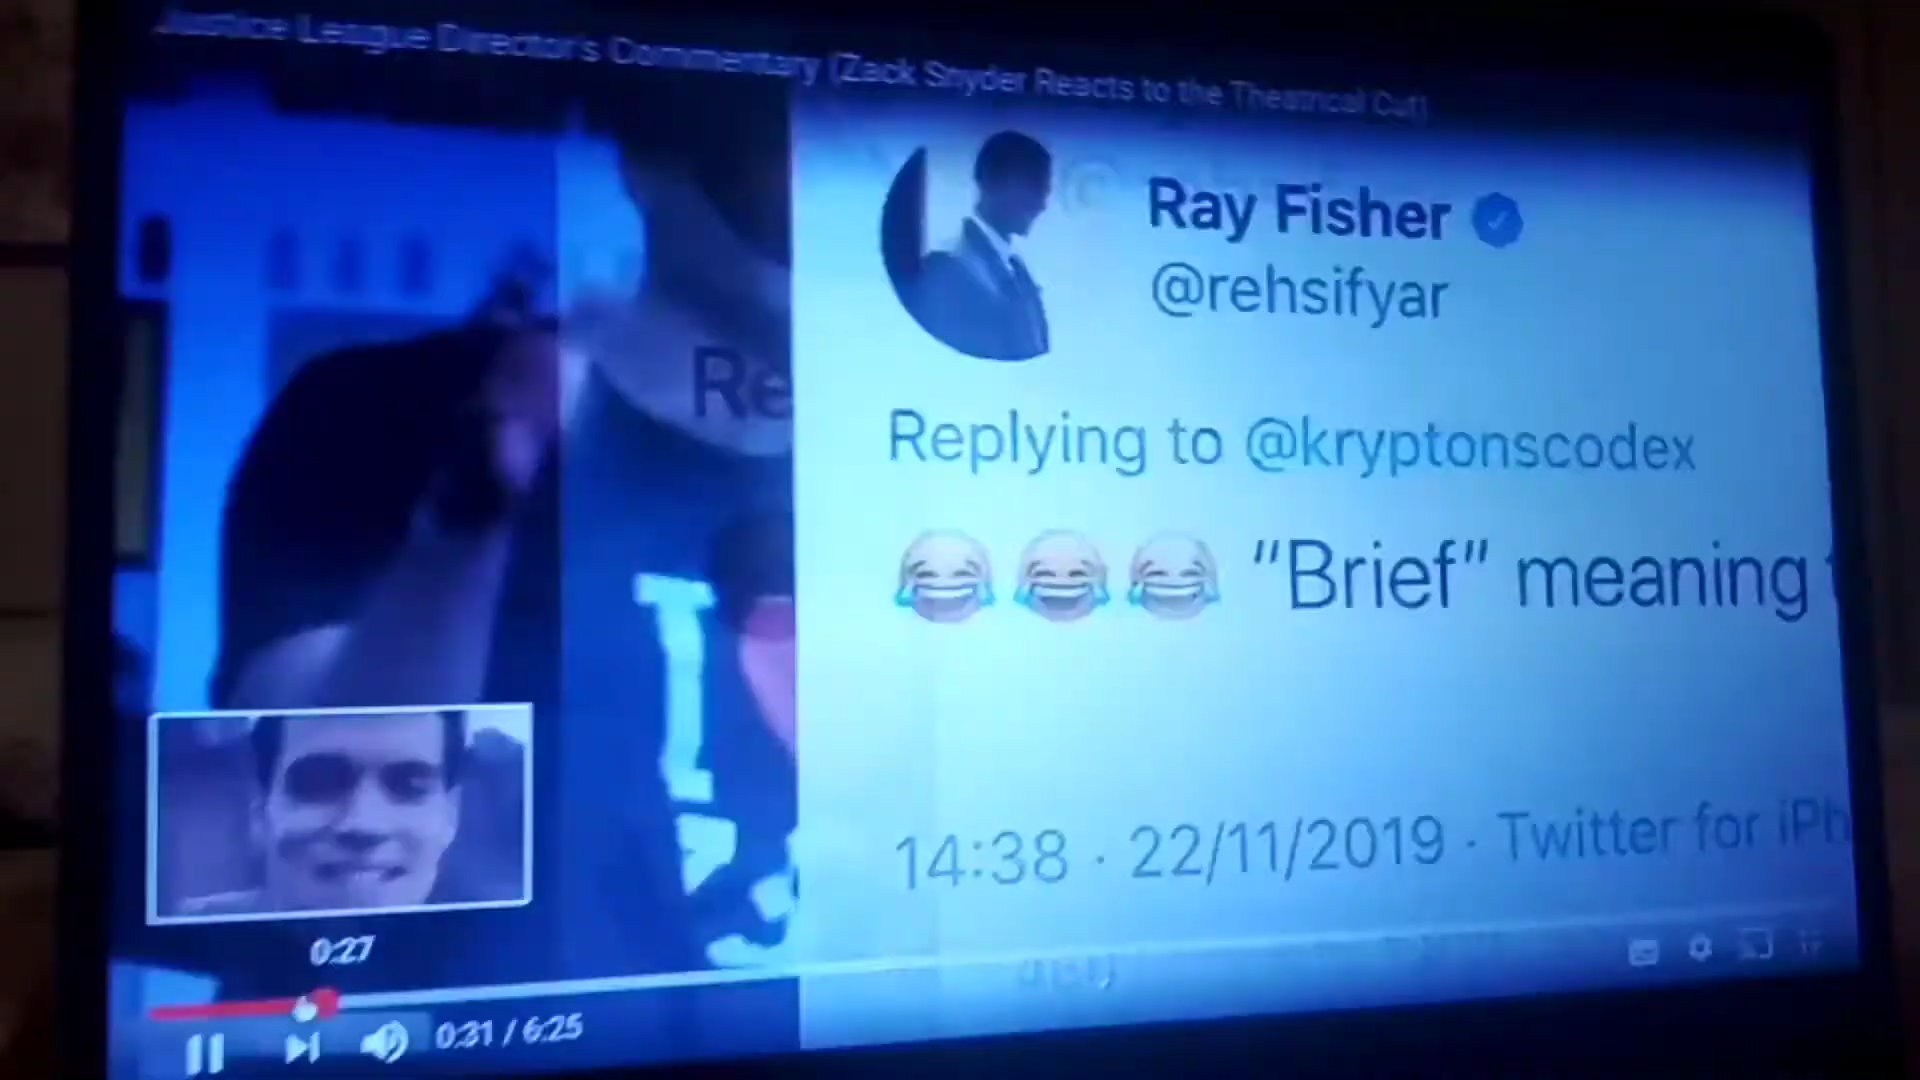 Justice League Director's Commentary (Zack Snyder Reacts to the Theatrical Cut)
Ray Fisher
@rehsifyar
Re
Replying to @kryptonscodex
😂😂😂 “Brief” meaning
14:38 · 22/11/2019 · Twitter for iPh
0:27
0:31 / 6:25